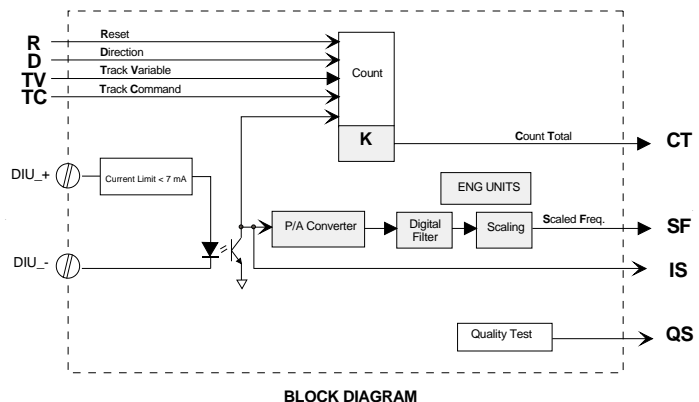 R Reset
D Direction
TV Track Variable
TC Track Command
Count
K
Count Total CT
DIU_+
Current Limit < 7 mA
ENG UNITS
P/A Converter
Digital
Filter
Scaling
Scaled Freq. SF
DIU_-
IS
Quality Test
QS
BLOCK DIAGRAM